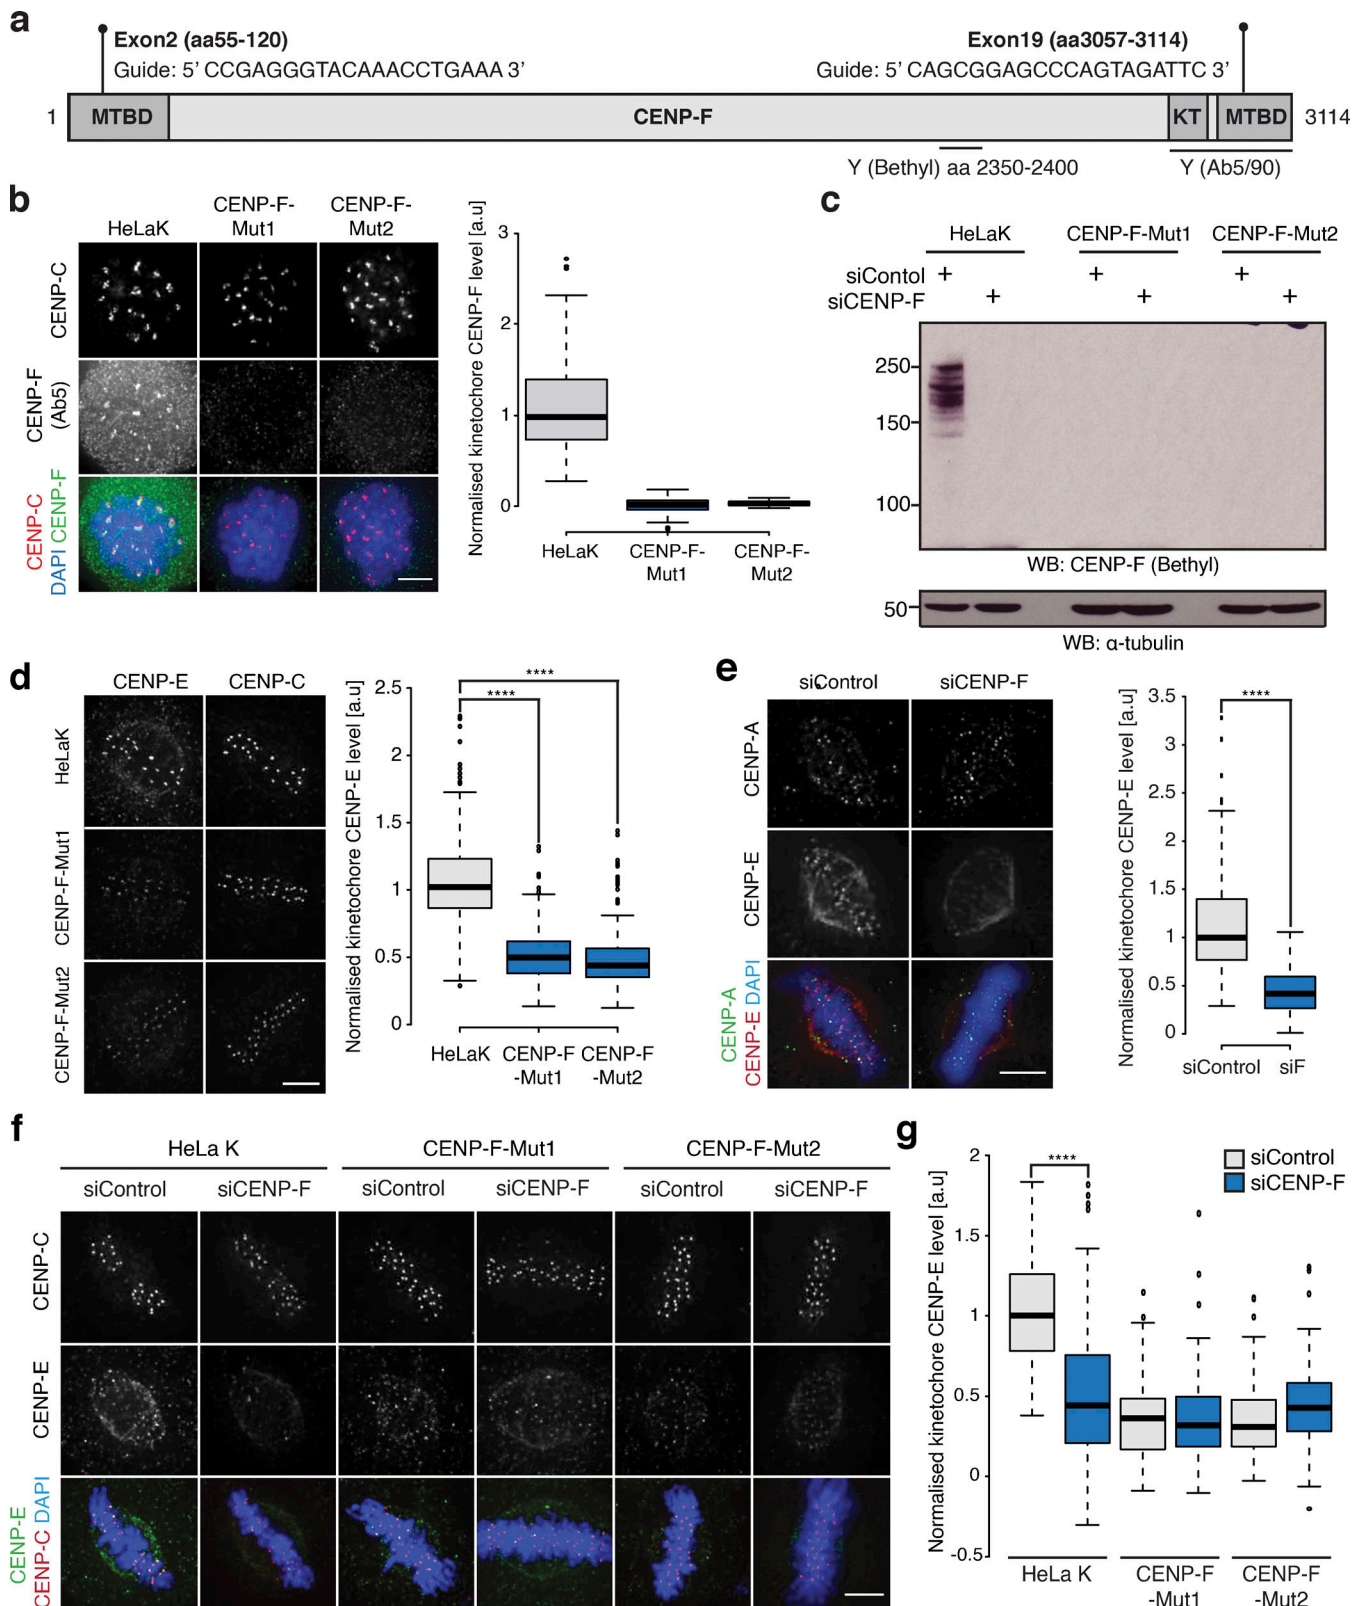 a
Exon2 (aa55-120)
Guide: 5’ CCGAGGGTACAAACCTGAAA 3’
Exon19 (aa3057-3114)
Guide: 5’ CAGCGGAGCCCAGTAGATTC 3’
1 MTBD CENP-F KT MTBD 3114
Y (Bethyl) aa 2350-2400
Y (Ab5/90)
b
HeLaK
CENP-F-
Mut1
CENP-F-
Mut2
CENP-C
CENP-F
(Ab5)
CENP-C
DAPI CENP-F
Normalised kinetochore CENP-F level [a.u]
3
2
1
0
HeLaK
CENP-F-
Mut1
CENP-F-
Mut2
c
HeLaK CENP-F-Mut1 CENP-F-Mut2
siContol + + +
siCENP-F + + +
250
150
100
WB: CENP-F (Bethyl)
50
WB: α-tubulin
d
CENP-E CENP-C
HeLaK
CENP-F-Mut1
CENP-F-Mut2
Normalised kinetochore CENP-E level [a.u]
2.5
2
1.5
1
0.5
0
****
****
HeLaK
CENP-F
-Mut1
CENP-F
-Mut2
e
siControl siCENP-F
CENP-A
CENP-E
CENP-A
CENP-E DAPI
Normalised kinetochore CENP-E level [a.u]
3.5
3
2.5
2
1.5
1
0.5
0
****
siControl siF
f
HeLa K CENP-F-Mut1 CENP-F-Mut2
siControl siCENP-F siControl siCENP-F siControl siCENP-F
CENP-C
CENP-E
CENP-E
CENP-C DAPI
g
Normalised kinetochore CENP-E level [a.u]
2
1.5
1
0.5
0
-0.5
****
siControl
siCENP-F
HeLa K
CENP-F
-Mut1
CENP-F
-Mut2